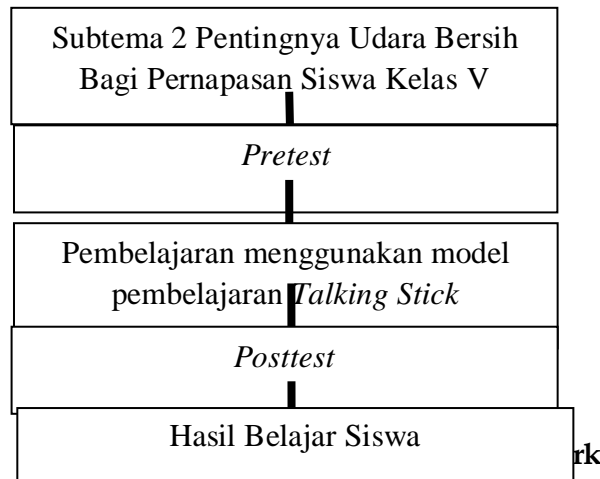 Subtema 2 Pentingnya Udara Bersih
Bagi Pernapasan Siswa Kelas V
Pretest
Pembelajaran menggunakan model
pembelajaran Talking Stick
Posttest
Hasil Belajar Siswa